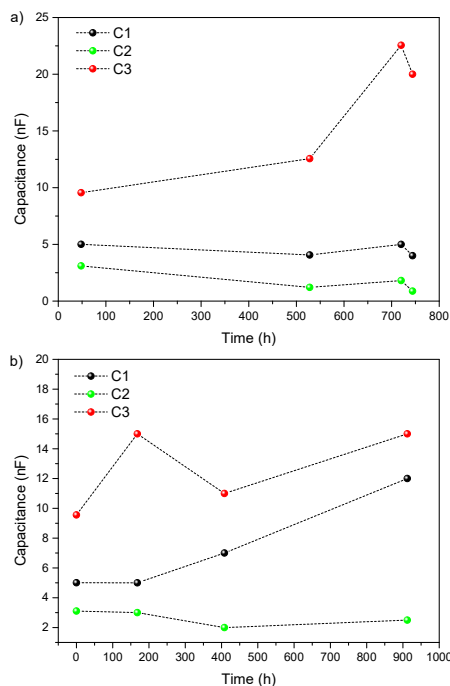 a)
C1
C2
C3
25
20
15
10
5
0
Capacitance (nF)
0 100 200 300 400 500 600 700 800
Time (h)
b)
C1
C2
C3
20
18
16
14
12
10
8
6
4
2
Capacitance (nF)
0 100 200 300 400 500 600 700 800 900 1000
Time (h)